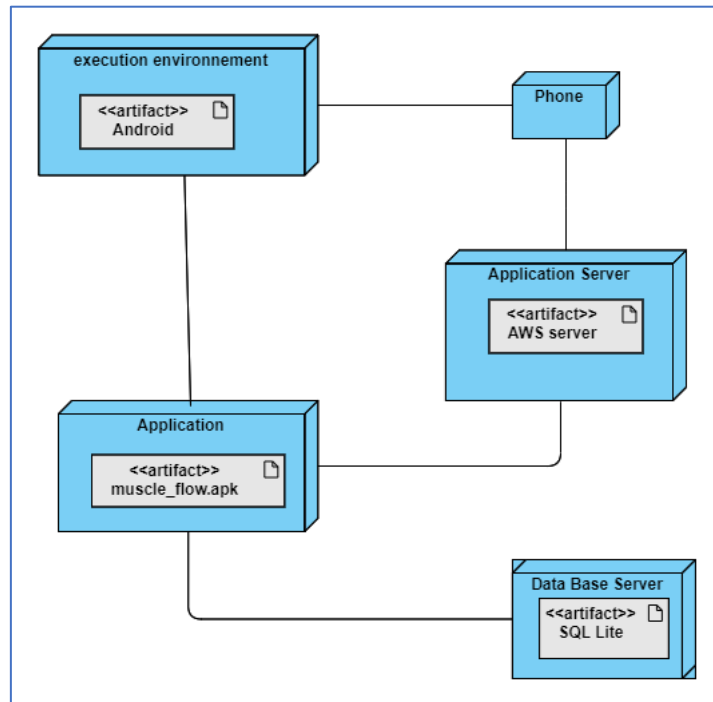 execution environnement
<<artifact>>
Android
Phone
Application Server
<<artifact>>
AWS server
Application
<<artifact>>
muscle_flow.apk
Data Base Server
<<artifact>>
SQL Lite